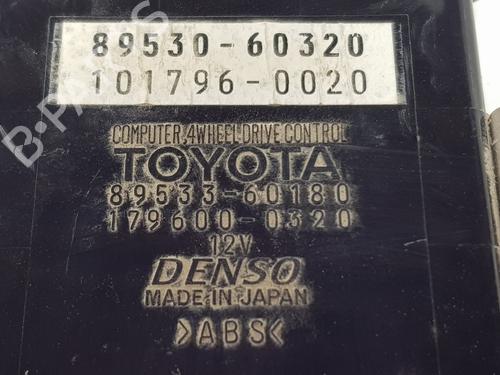 89530-60320
101796-0020
COMPUTER, 4WHEEL DRIVE CONTROL
TOYOTA
89533-60180
179600-0320
12V
DENSO
MADE IN JAPAN
>ABS<
B-PARTS